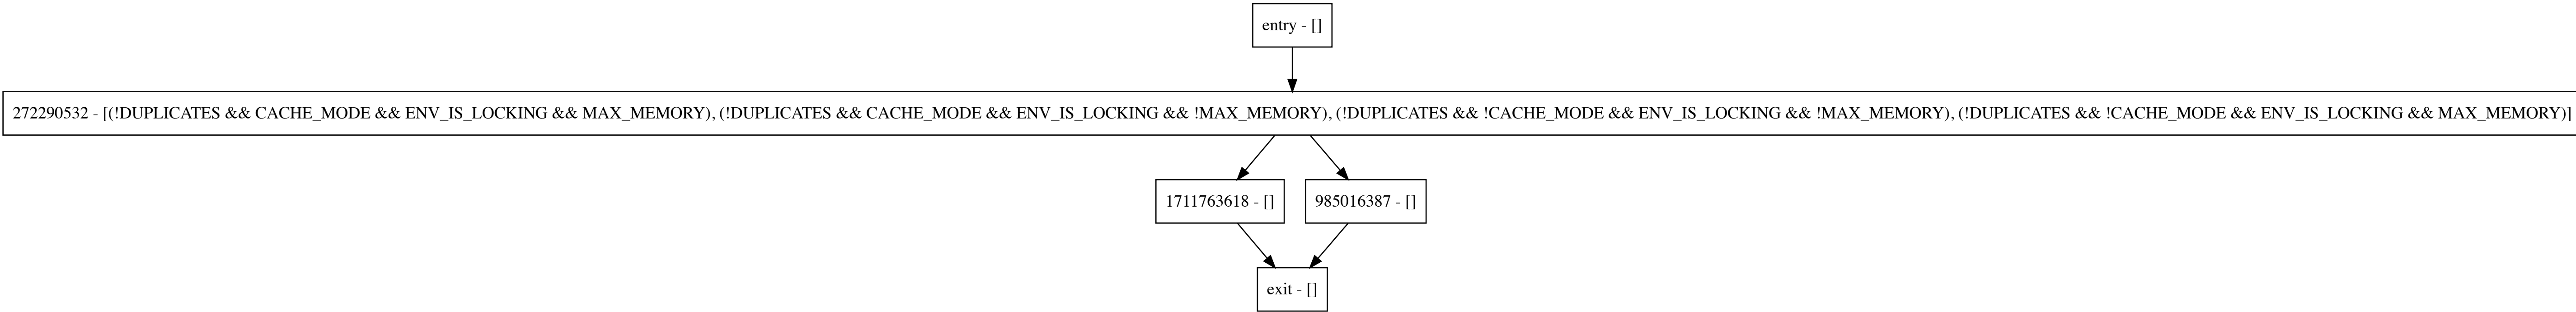 entry - []
272290532 - [(!DUPLICATES && CACHE_MODE && ENV_IS_LOCKING && MAX_MEMORY), (!DUPLICATES && CACHE_MODE && ENV_IS_LOCKING && !MAX_MEMORY), (!DUPLICATES && !CACHE_MODE && ENV_IS_LOCKING && !MAX_MEMORY), (!DUPLICATES && !CACHE_MODE && ENV_IS_LOCKING && MAX_MEMORY)]
1711763618 - []
985016387 - []
exit - []